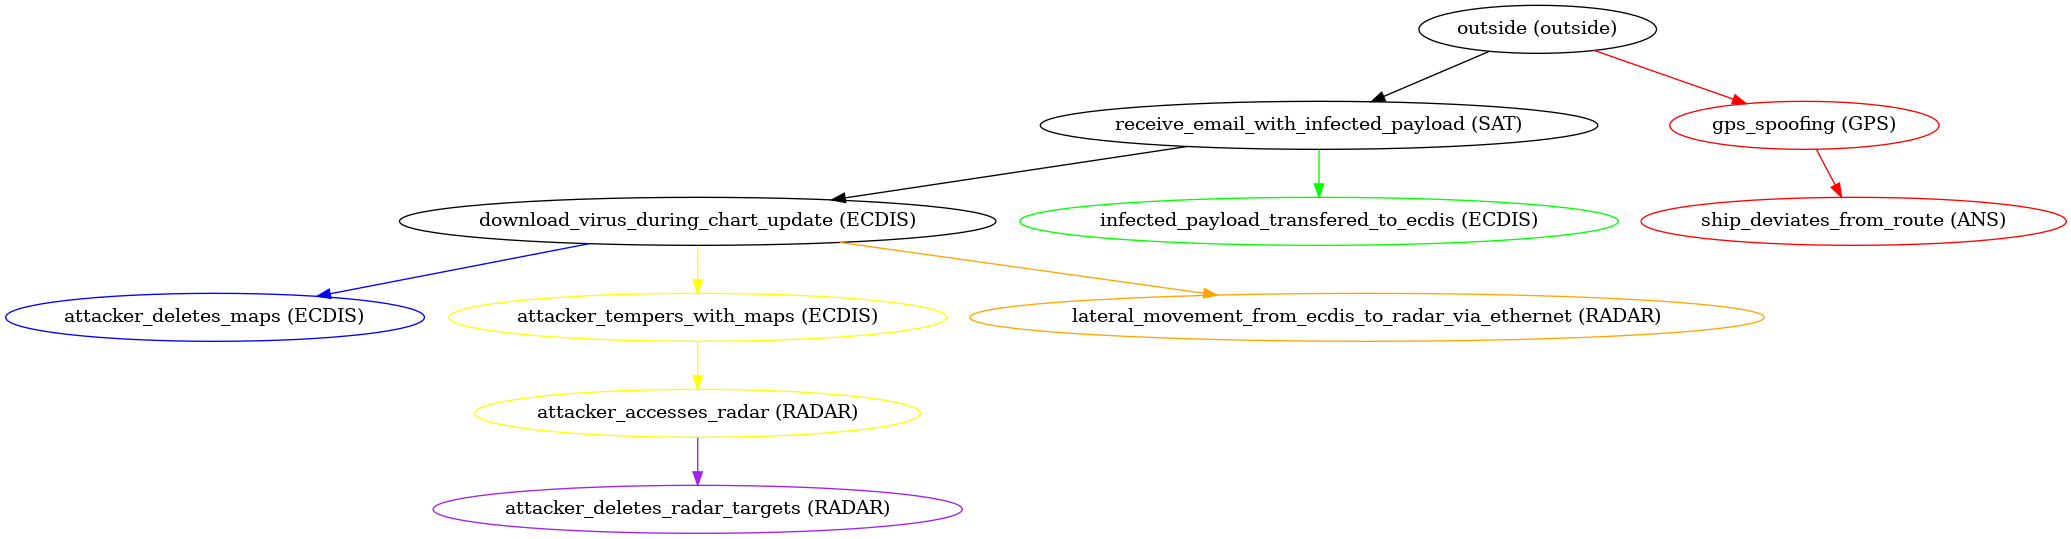 outside (outside)
receive_email_with_infected_payload (SAT)
gps_spoofing (GPS)
download_virus_during_chart_update (ECDIS)
infected_payload_transfered_to_ecdis (ECDIS)
ship_deviates_from_route (ANS)
attacker_deletes_maps (ECDIS)
attacker_tempers_with_maps (ECDIS)
lateral_movement_from_ecdis_to_radar_via_ethernet (RADAR)
attacker_accesses_radar (RADAR)
attacker_deletes_radar_targets (RADAR)